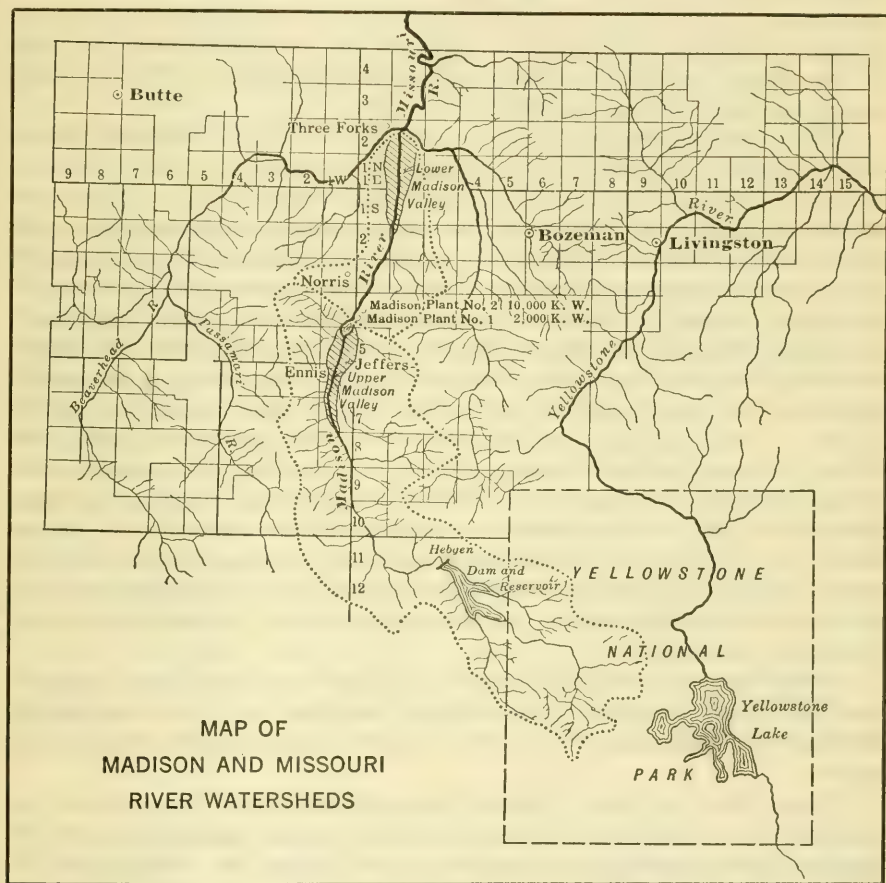 4
Butte
3
Missouri
R.
Three Forks
2
9 8 7 6 5 4 3 2 1 W 1 N
1 E
4 5 6 7 8 9 10 11 12 13 14 15
Lower
Madison
Valley
1 S
2
River
River
Bozeman
Livingston
Norris
Madison Plant No. 2 10,000 K. W.
Madison Plant No. 1 2,000 K. W.
Beaverhead
R.
Passamari
R.
Yellowstone
5
Ennis
Jeffers
Upper
Madison
Valley
7
8
9
10
11
12
Madison
Hebgen
Dam and
Reservoir
YELLOWSTONE
NATIONAL
PARK
Yellowstone
Lake
MAP OF
MADISON AND MISSOURI
RIVER WATERSHEDS